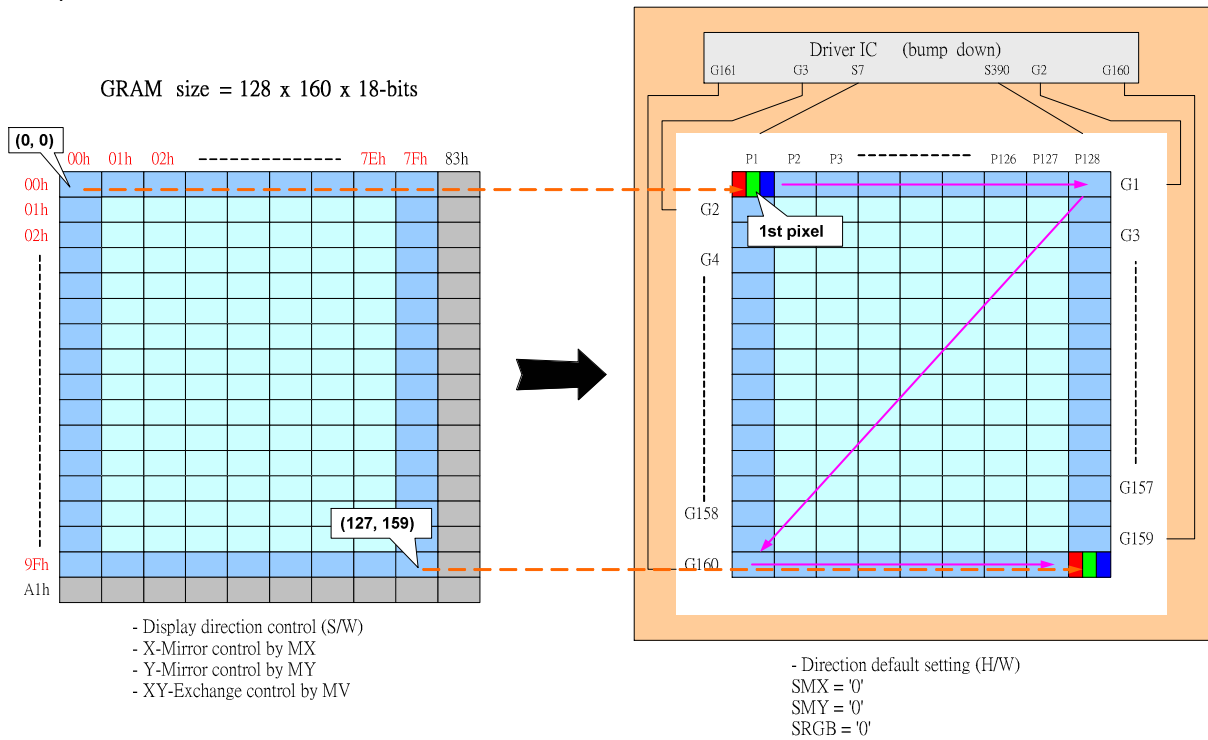 GRAM size = 128 x 160 x 18-bits
(0, 0)
00h 01h 02h 7Eh 7Fh 83h
00h
01h
02h
9Fh
A1h
(127, 159)
- Display direction control (S/W)
- X-Mirror control by MX
- Y-Mirror control by MY
- XY-Exchange control by MV
Driver IC (bump down)
G161 G3 S7 S390 G2 G160
P1 P2 P3 P126 P127 P128
G1
G2
1st pixel
G3
G4
G157
G158
G159
G160
- Direction default setting (H/W)
SMX = '0'
SMY = '0'
SRGB = '0'